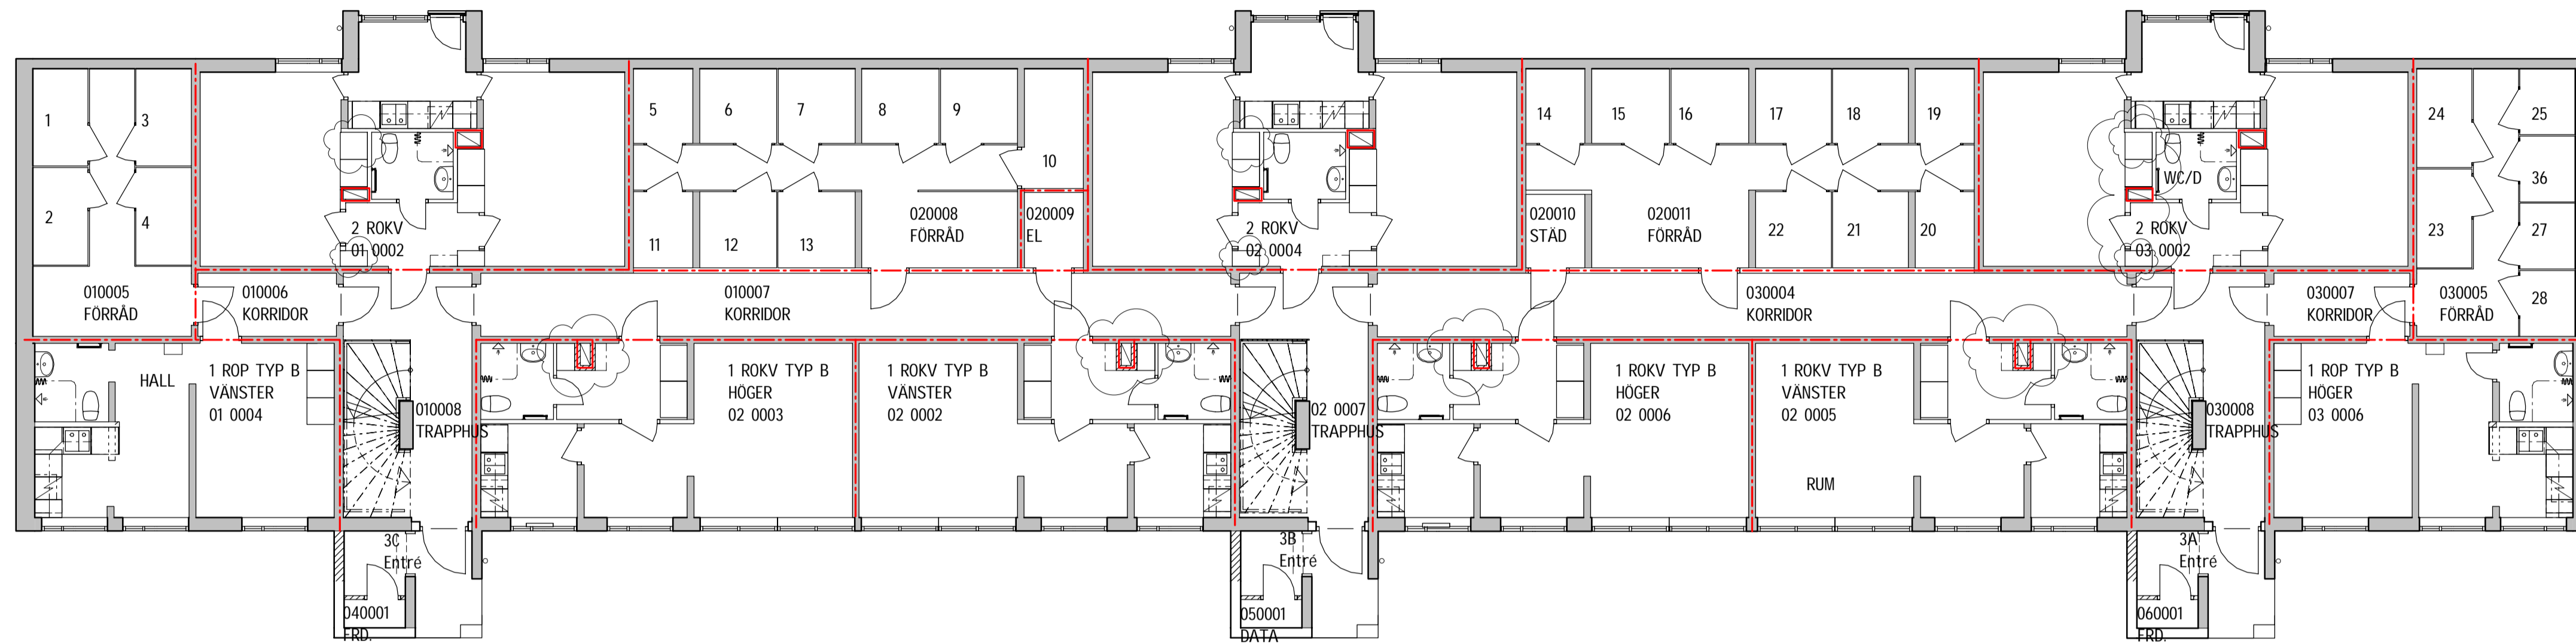 1
3
2
4
5
6
7
8
9
10
11
12
13
14
15
16
17
18
19
22
21
20
24
25
36
23
27
28
WC/D
2 ROKV
01 0002
020008
FÖRRÅD
020009
EL
2 ROKV
02 0004
020010
STÄD
020011
FÖRRÅD
2 ROKV
03 0002
010005
FÖRRÅD
010006
KORRIDOR
010007
KORRIDOR
030004
KORRIDOR
030007
KORRIDOR
030005
FÖRRÅD
HALL
1 ROP TYP B
VÄNSTER
01 0004
010008
TRAPPHUS
1 ROKV TYP B
HÖGER
02 0003
1 ROKV TYP B
VÄNSTER
02 0002
02 0007
TRAPPHUS
1 ROKV TYP B
HÖGER
02 0006
1 ROKV TYP B
VÄNSTER
02 0005
RUM
030008
TRAPPHUS
1 ROP TYP B
HÖGER
03 0006
3C
Entré
3B
Entré
3A
Entré
040001
FRD.
050001
DATA
060001
FRD.